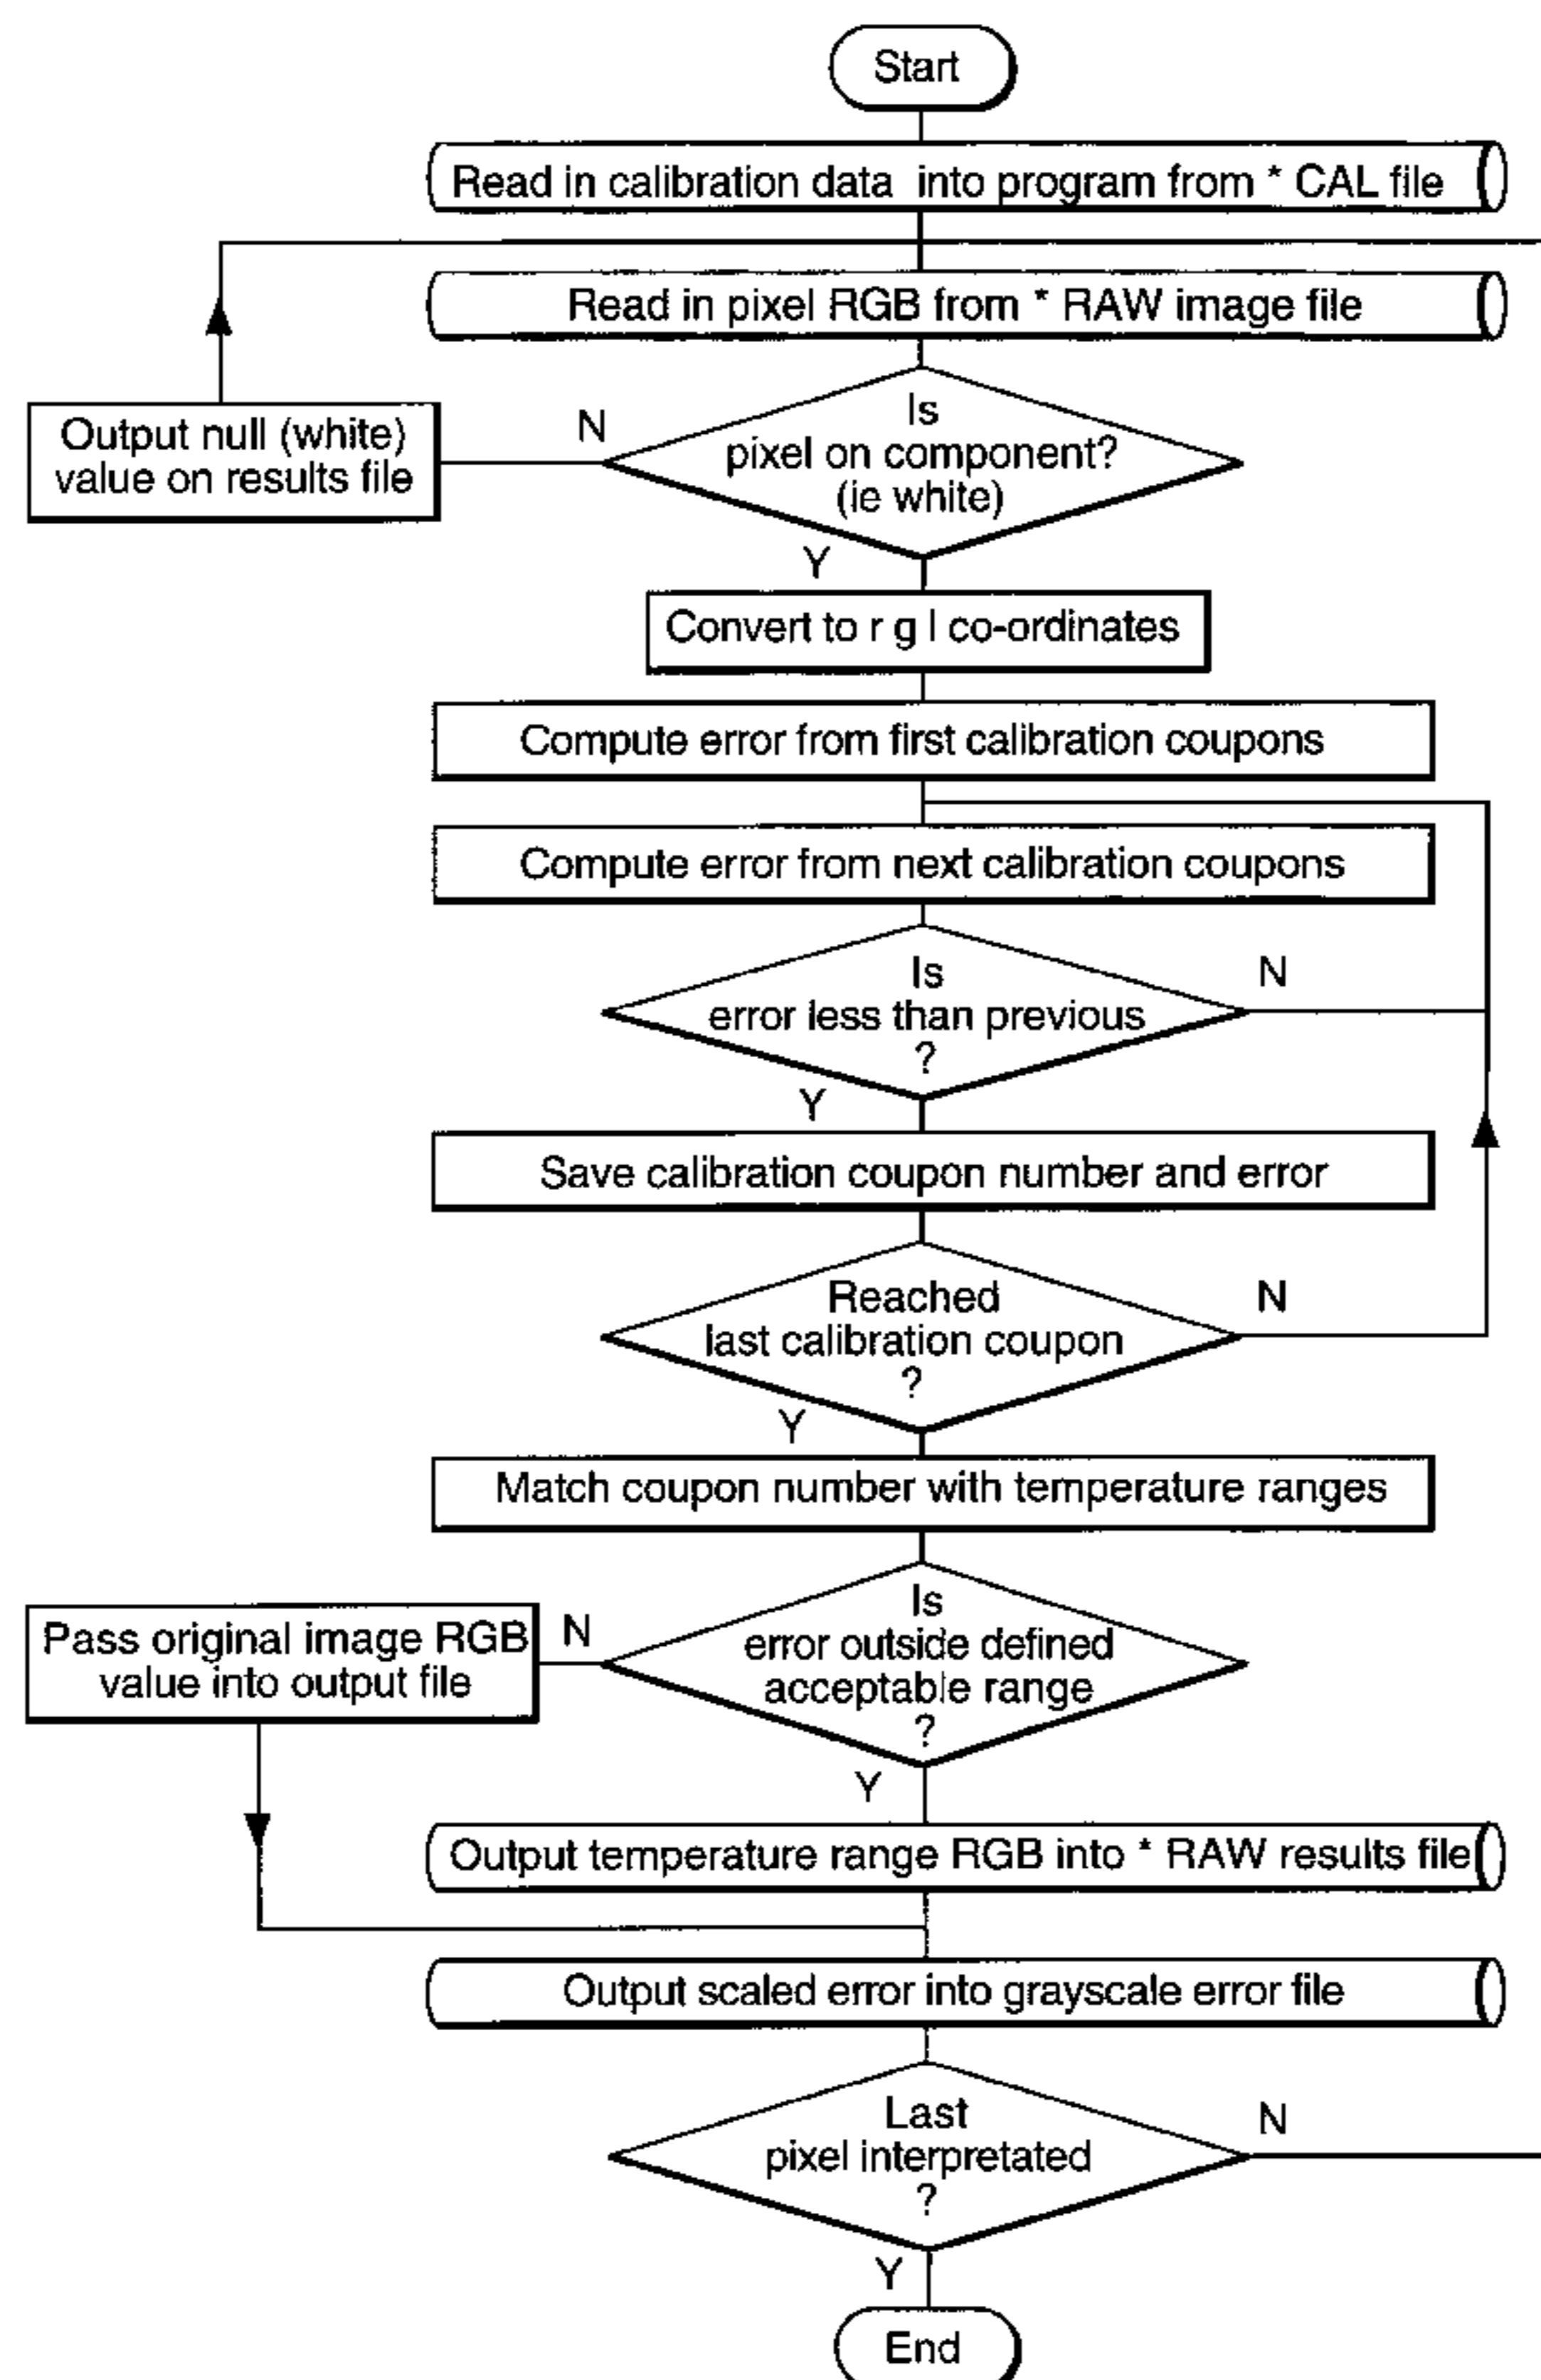 Start
Read in calibration data into program from * CAL file
Read in pixel RGB from * RAW image file
Output null (white)
value on results file
N
Is
pixel on component?
(ie white)
Y
Convert to r g l co-ordinates
Compute error from first calibration coupons
Compute error from next calibration coupons
Is
error less than previous
?
N
Y
Save calibration coupon number and error
Reached
last calibration coupon
?
N
Y
Match coupon number with temperature ranges
Pass original image RGB
value into output file
N
Is
error outside defined
acceptable range
?
Y
Output temperature range RGB into * RAW results file
Output scaled error into grayscale error file
Last
pixel interpretated
?
N
Y
End